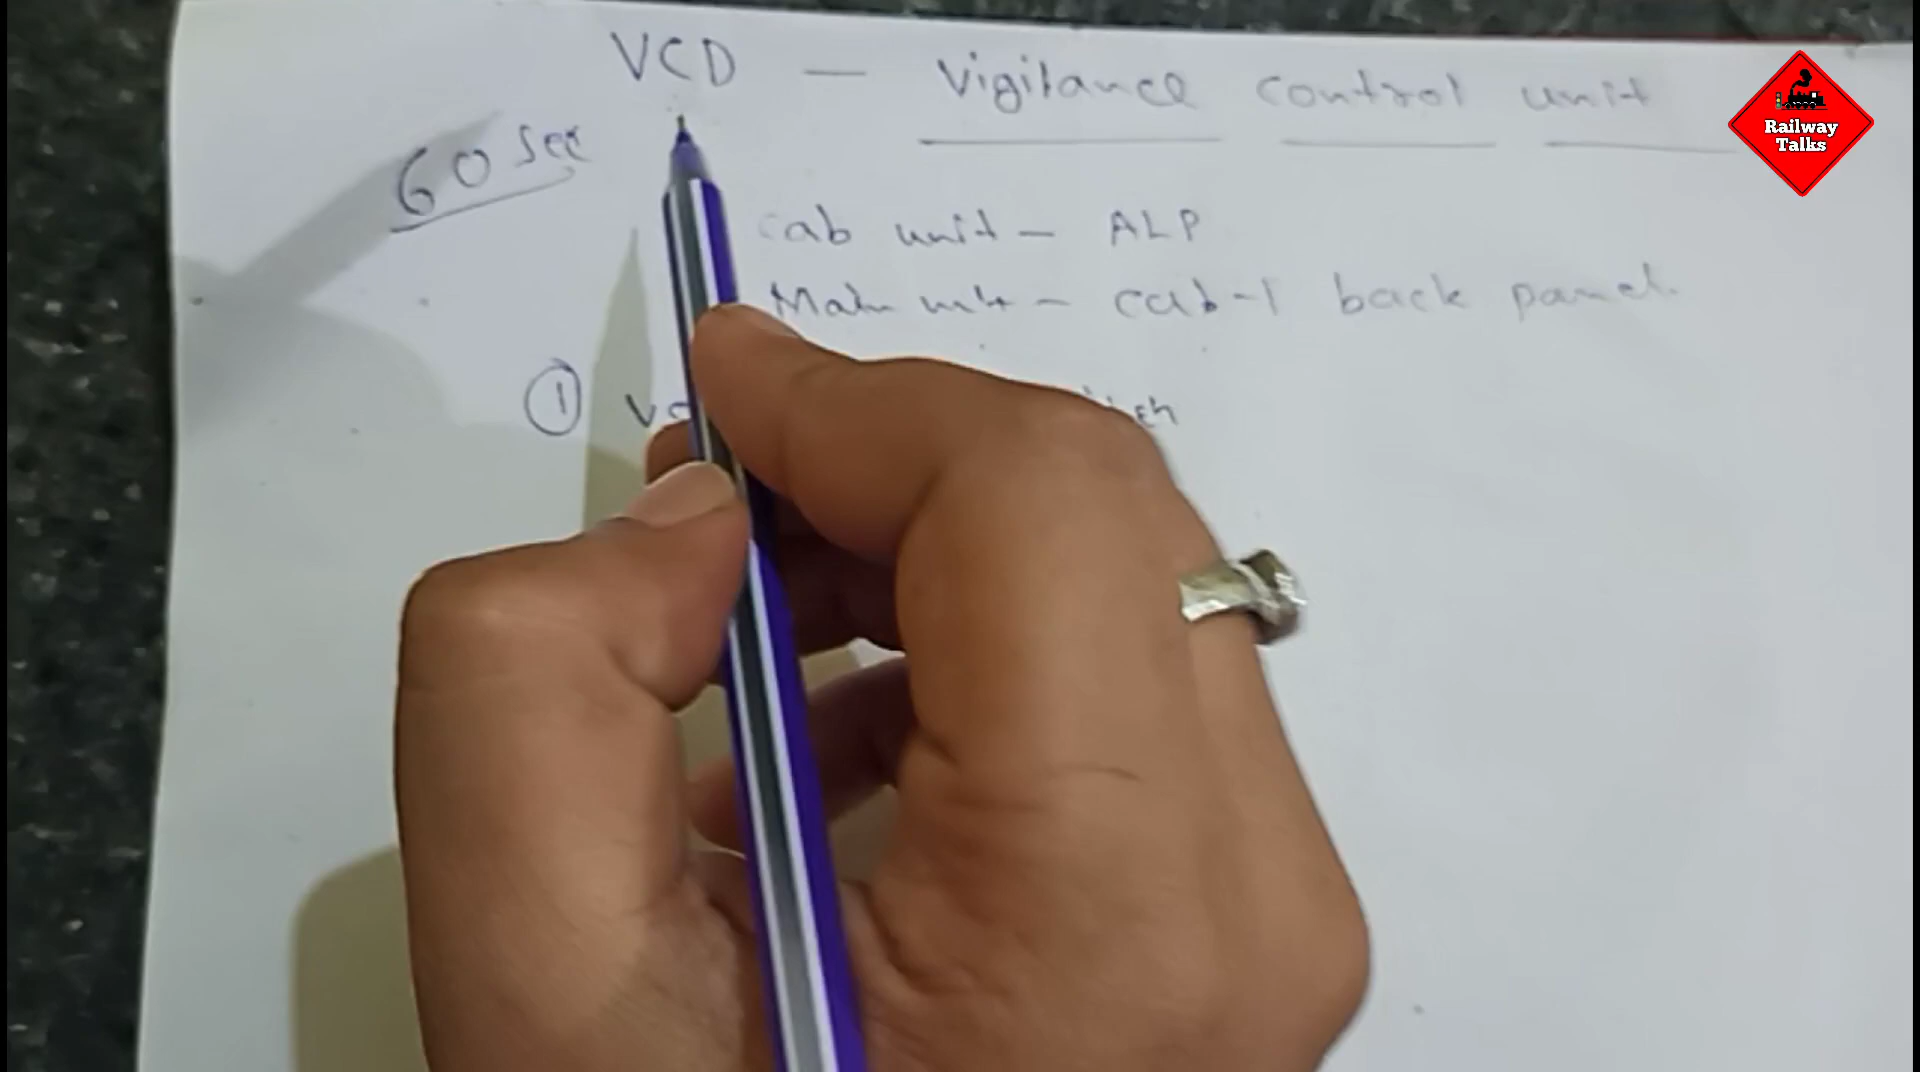 VCD — Vigilance control unit
60 Sec
cab unit – ALP
Main unit – cab-1 back panel
①
Railway
Talks